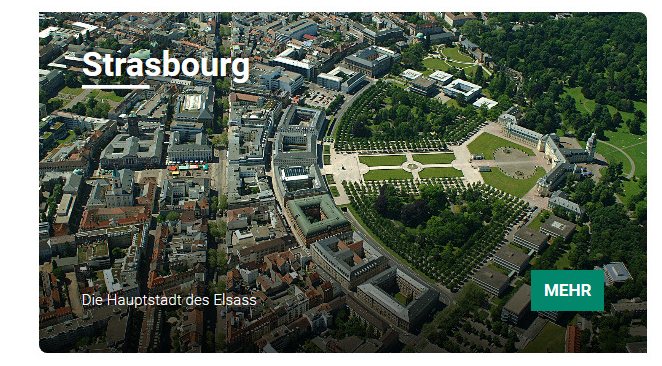 Strasbourg
Die Hauptstadt des Elsass
MEHR